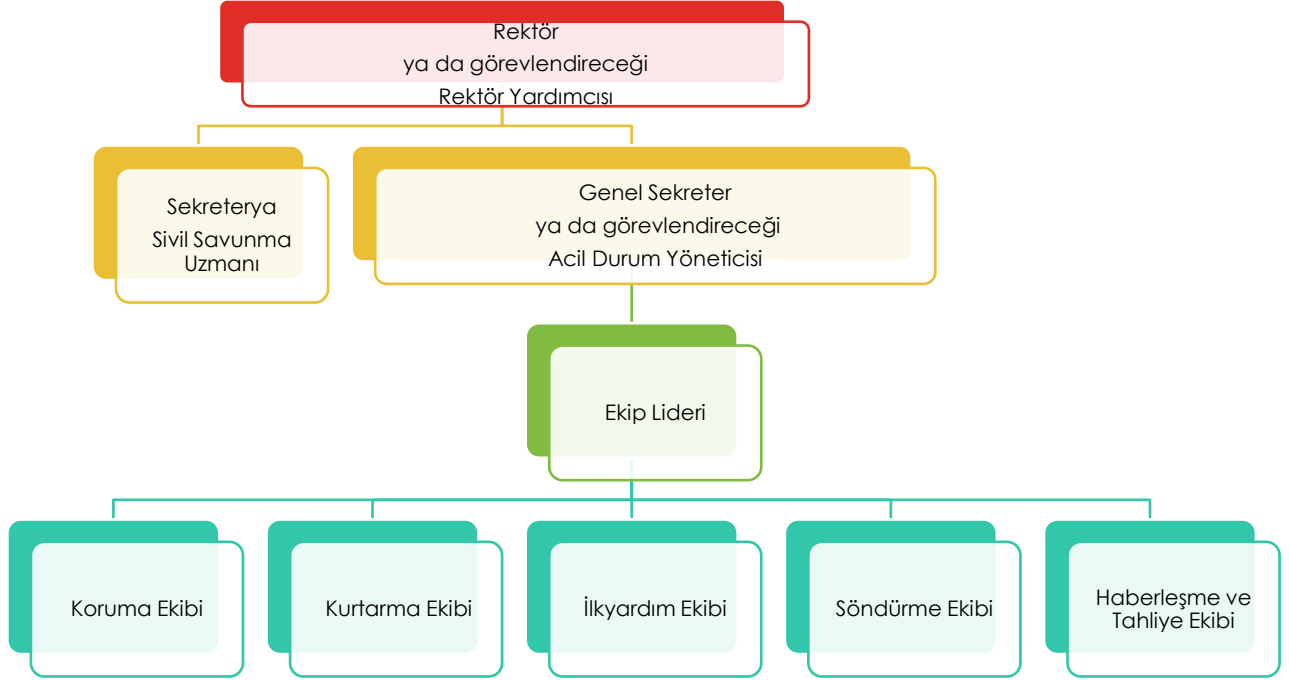 Rektör
ya da görevlendireceği
Rektör Yardımcısı
Sekreterya
Sivil Savunma
Uzmanı
Genel Sekreter
ya da görevlendireceği
Acil Durum Yöneticisi
Ekip Lideri
Koruma Ekibi
Kurtarma Ekibi
İlkyardım Ekibi
Söndürme Ekibi
Haberleşme ve
Tahliye Ekibi